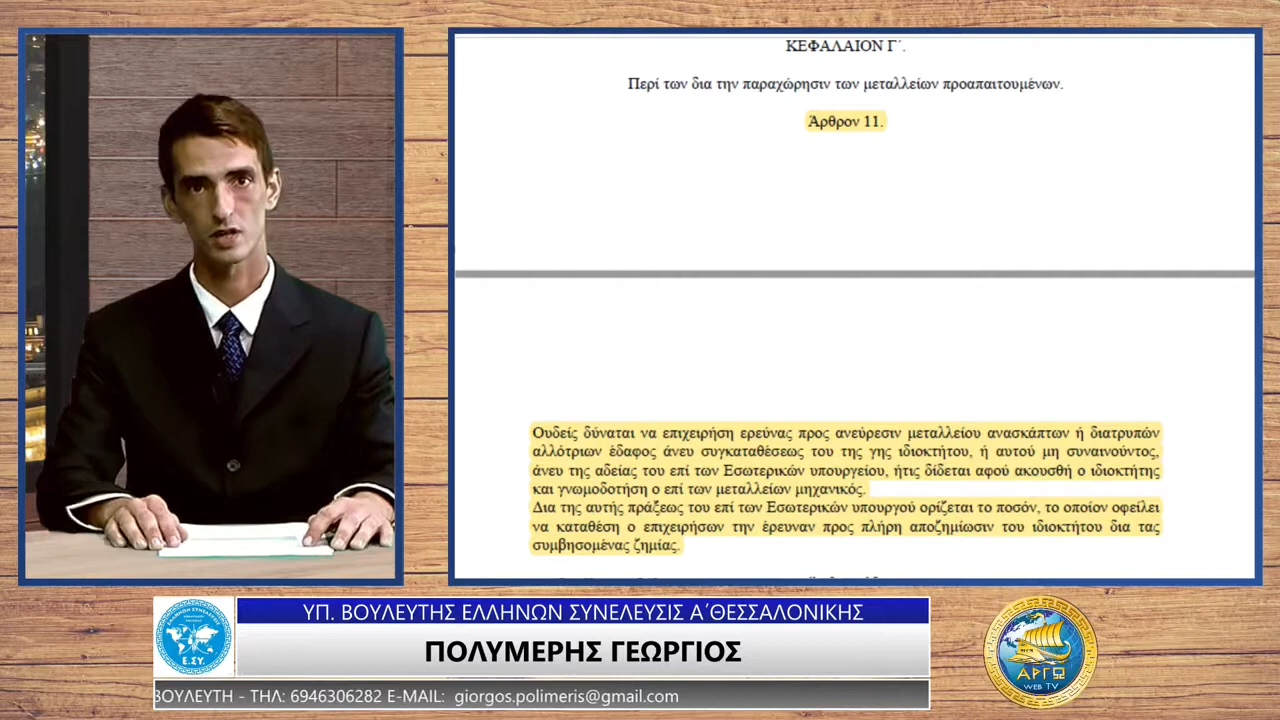 ΚΕΦΑΛΑΙΟΝ Γ΄.
Περί των δια την παραχώρησιν των μεταλλείων προαπαιτουμένων.
Άρθρον 11.
Ουδείς δύναται να επιχειρήση ερεύνας προς ανεύρεσιν μεταλλείου ανασκάπτων ή διατρυπών
αλλότριων έδαφος άνευ συγκαταθέσεως του της γης ιδιοκτήτου, ή αυτού μη συναινούντος,
άνευ της αδείας του επί των Εσωτερικών υπουργείου, ήτις δίδεται αφού ακουσθή ο ιδιοκτήτης
και γνωμοδοτήση ο επί των μεταλλείων μηχανικός.
Δια της αυτής πράξεως του επί των Εσωτερικών υπουργού ορίζεται το ποσόν, το οποίον οφείλει
να καταθέση ο επιχειρήσων την έρευναν προς πλήρη αποζημίωσιν του ιδιοκτήτου δια τας
συμβησομένας ζημίας.
ΥΠ. ΒΟΥΛΕΥΤΗΣ ΕΛΛΗΝΩΝ ΣΥΝΕΛΕΥΣΙΣ Α΄ΘΕΣΣΑΛΟΝΙΚΗΣ
ΠΟΛΥΜΕΡΗΣ ΓΕΩΡΓΙΟΣ
ΒΟΥΛΕΥΤΗ - ΤΗΛ: 6946386282 E-MAIL: giorgos.polimeris@gmail.com
ΕΛΛΗΝΩΝ ΣΥΝΕΛΕΥΣΙΣ
Ε.ΣΥ.
ΑΡΓΩ
WEB TV